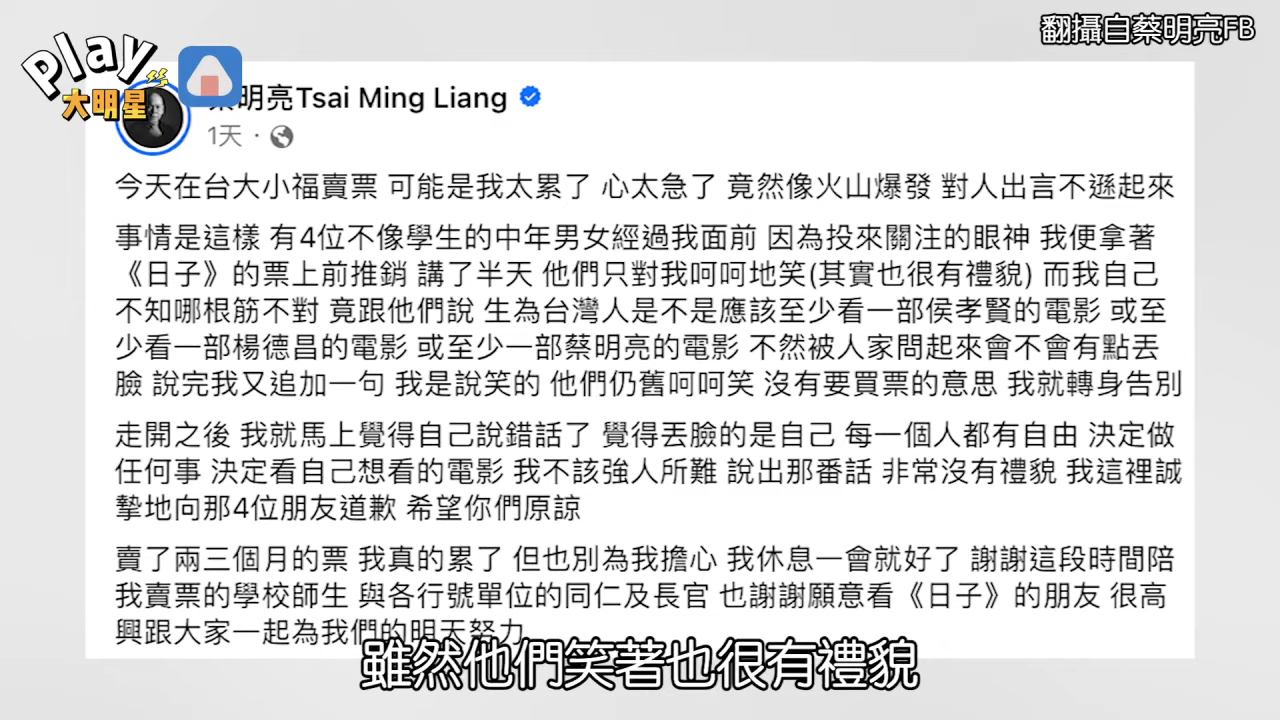 翻攝自蔡明亮FB
Play
大明星
蔡明亮Tsai Ming Liang
1天 ·
今天在台大小福賣票 可能是我太累了 心太急了 竟然像火山爆發 對人出言不遜起來
事情是這樣 有4位不像學生的中年男女經過我面前 因為投來關注的眼神 我便拿著
《日子》的票上前推銷 講了半天 他們只對我呵呵地笑(其實也很有禮貌) 而我自己
不知哪根筋不對 竟跟他們說 生為台灣人是不是應該至少看一部侯孝賢的電影 或至
少看一部楊德昌的電影 或至少一部蔡明亮的電影 不然被人家問起來會不會有點丟
臉 說完我又追加一句 我是說笑的 他們仍舊呵呵笑 沒有要買票的意思 我就轉身告別
走開之後 我就馬上覺得自己說錯話了 覺得丟臉的是自己 每一個人都有自由 決定做
任何事 決定看自己想看的電影 我不該強人所難 說出那番話 非常沒有禮貌 我這裡誠
摯地向那4位朋友道歉 希望你們原諒
賣了兩三個月的票 我真的累了 但也別為我擔心 我休息一會就好了 謝謝這段時間陪
我賣票的學校師生 與各行號單位的同仁及長官 也謝謝願意看《日子》的朋友 很高
興跟大家一起為我們的明天努力
雖然他們笑著也很有禮貌